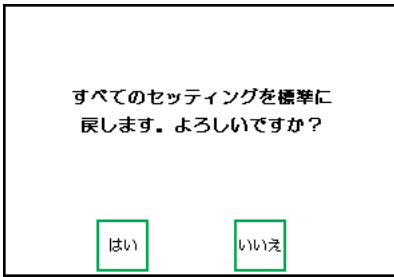 すべてのセッティングを標準に
戻します。よろしいですか？
はい
いいえ